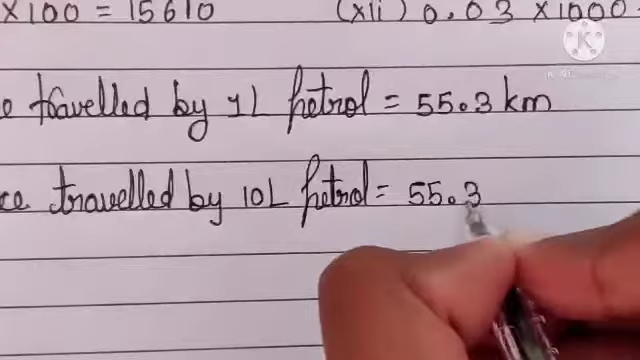 ×100 = 15610 (xii) 0.03 ×1000
travelled by 1L petrol = 55.3 km
travelled by 10L petrol = 55.3